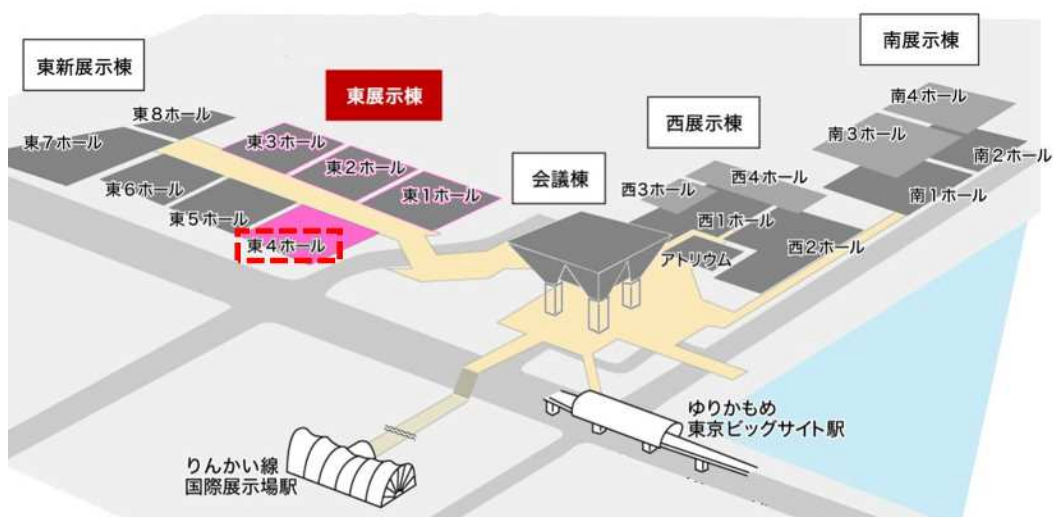 東新展示棟
東展示棟
南展示棟
西展示棟
会議棟
東8ホール
東7ホール
東3ホール
東2ホール
東1ホール
東6ホール
東5ホール
東4ホール
南4ホール
南3ホール
南2ホール
南1ホール
西3ホール
西4ホール
西1ホール
西2ホール
アトリウム
ゆりかもめ
東京ビッグサイト駅
りんかい線
国際展示場駅